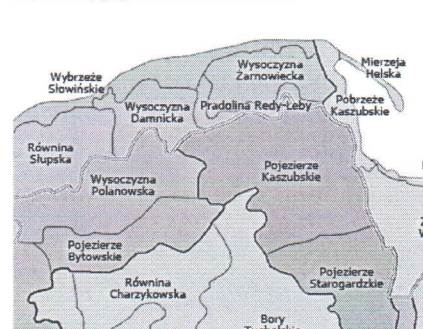 Wysoczyzna
Żarnowiecka
Mierzeja
Helska
Wybrzeże
Słowińskie
Wysoczyzna
Damnicka
Pradolina Redy-Łeby
Pobrzeże
Kaszubskie
Równina
Słupska
Wysoczyzna
Polanowska
Pojezierze
Kaszubskie
Pojezierze
Bytowskie
Równina
Charzykowska
Pojezierze
Starogardzkie
Bory